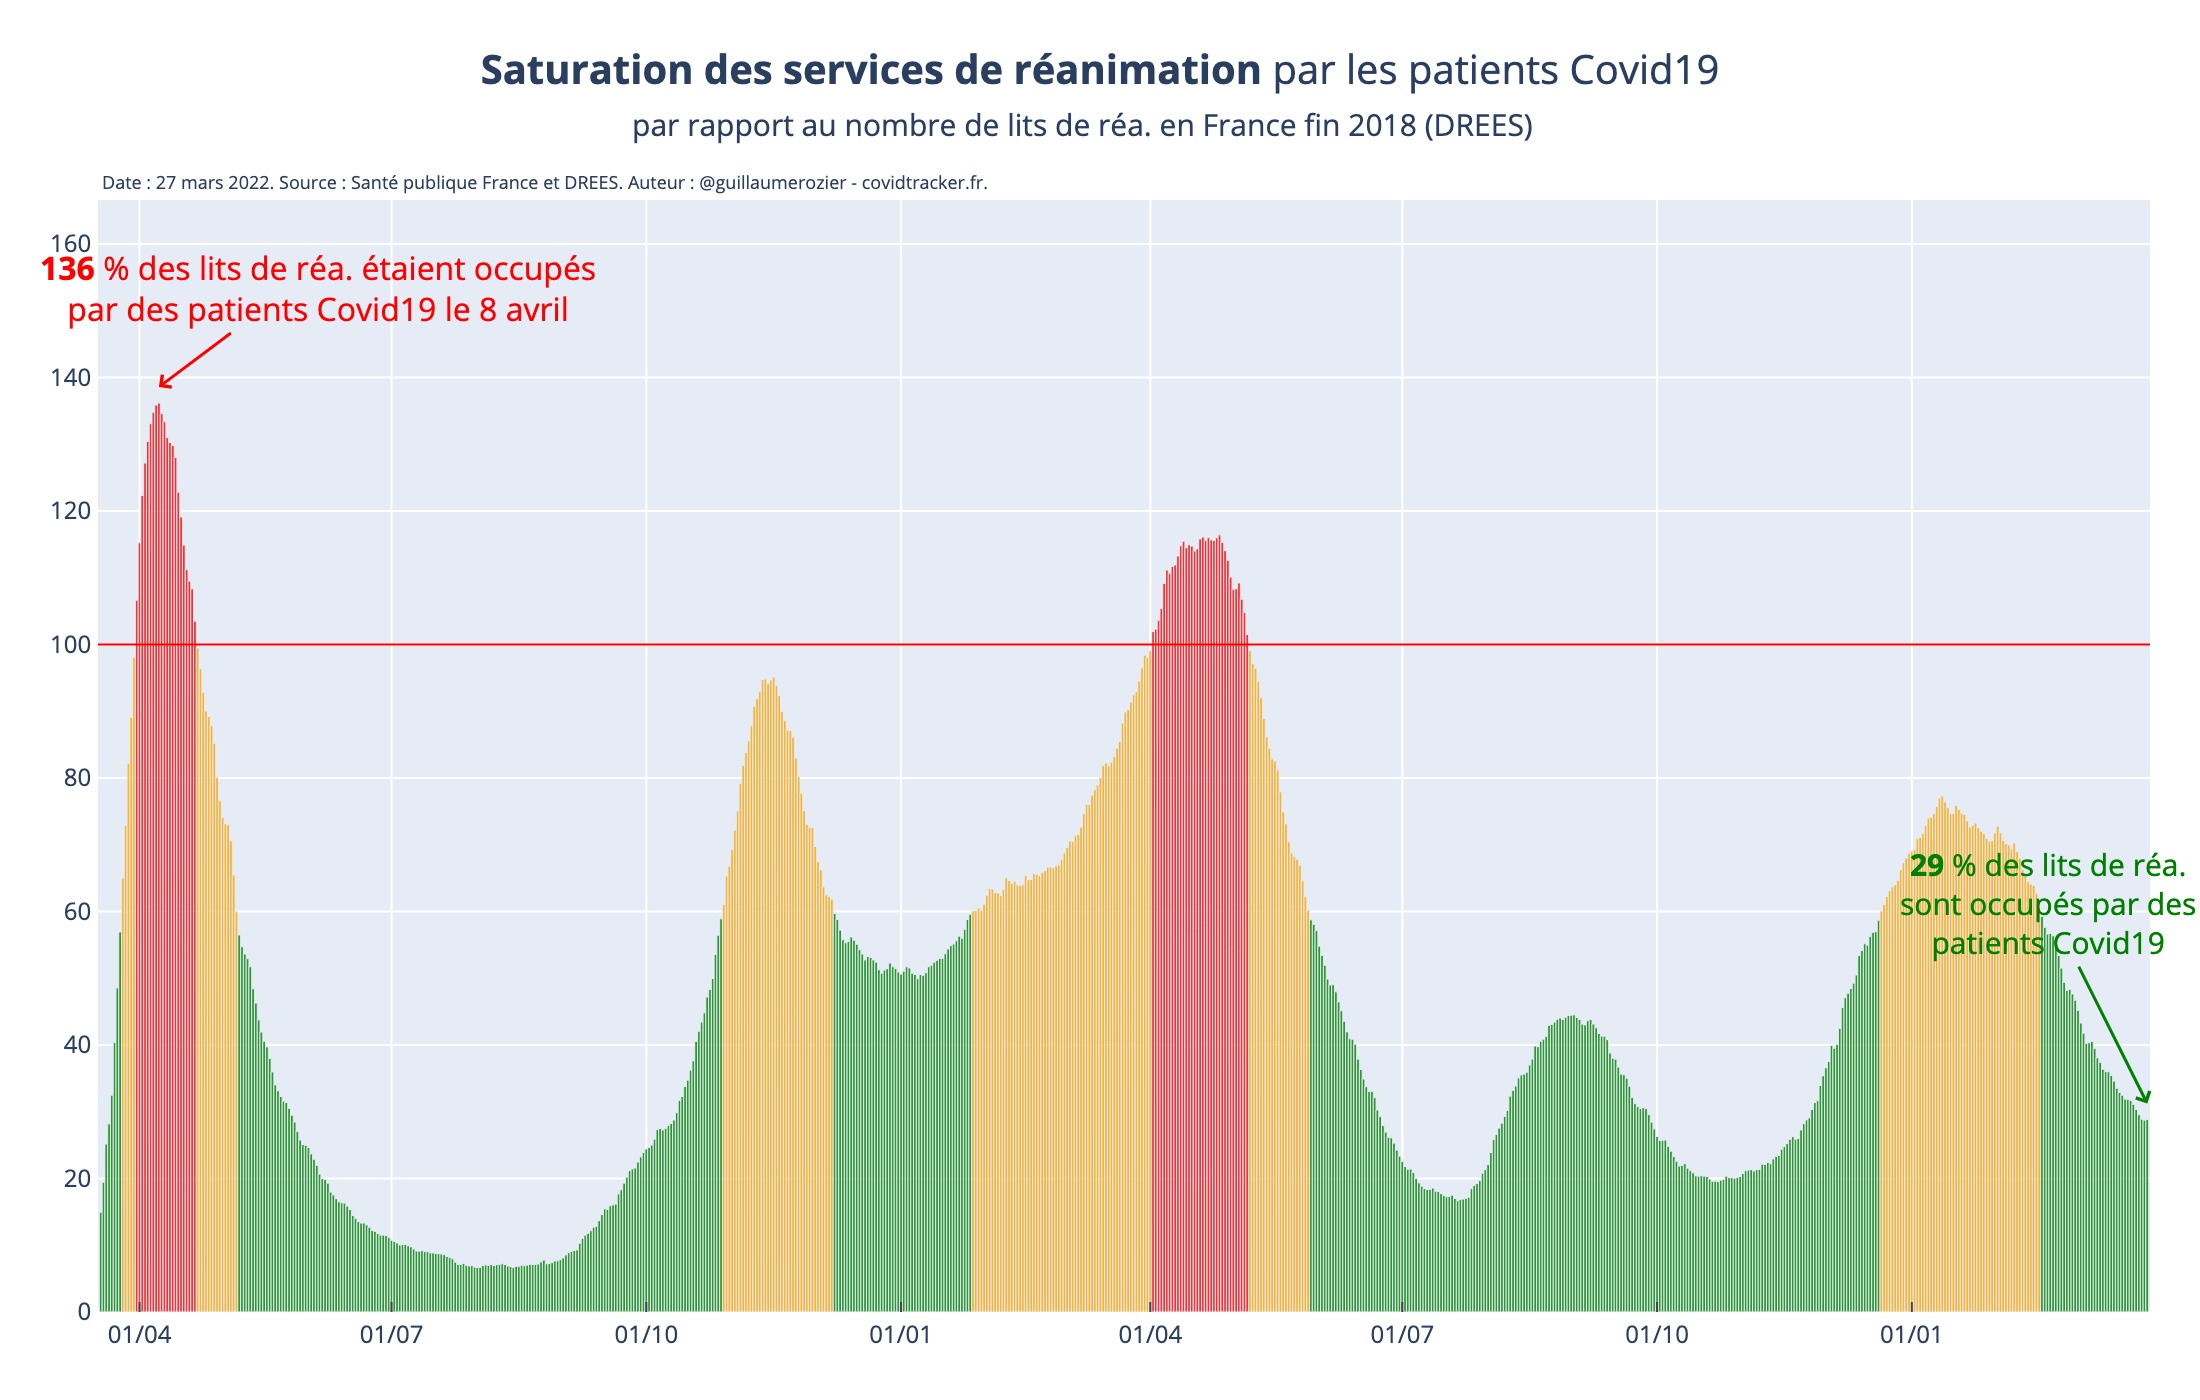 Saturation des services de réanimation par les patients Covid19
par rapport au nombre de lits de réa. en France fin 2018 (DREES)
Date : 27 mars 2022. Source : Santé publique France et DREES. Auteur : @guillaumerozier - covidtracker.fr.
160
136 % des lits de réa. étaient occupés
par des patients Covid19 le 8 avril
140
120
100
80
29 % des lits de réa.
sont occupés par des
patients Covid19
60
40
20
0
01/04
01/07
01/10
01/01
01/04
01/07
01/10
01/01